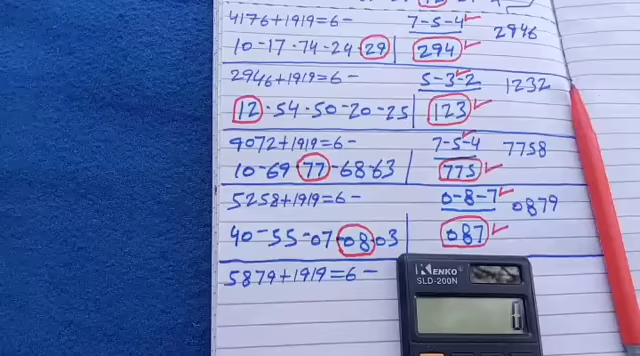 4176+1919=6- 7-5-4 2946
10-17-74-24-29 294
2946+1919=6- 5-3-2 1232
12-54-50-20-25 123
9072+1919=6- 7-5-4 7758
10-69-77-68-63 775
5258+1919=6- 0-8-7 0879
40-55-07-08-03 087
5879+1919=6-
KENKO
SLD-200N